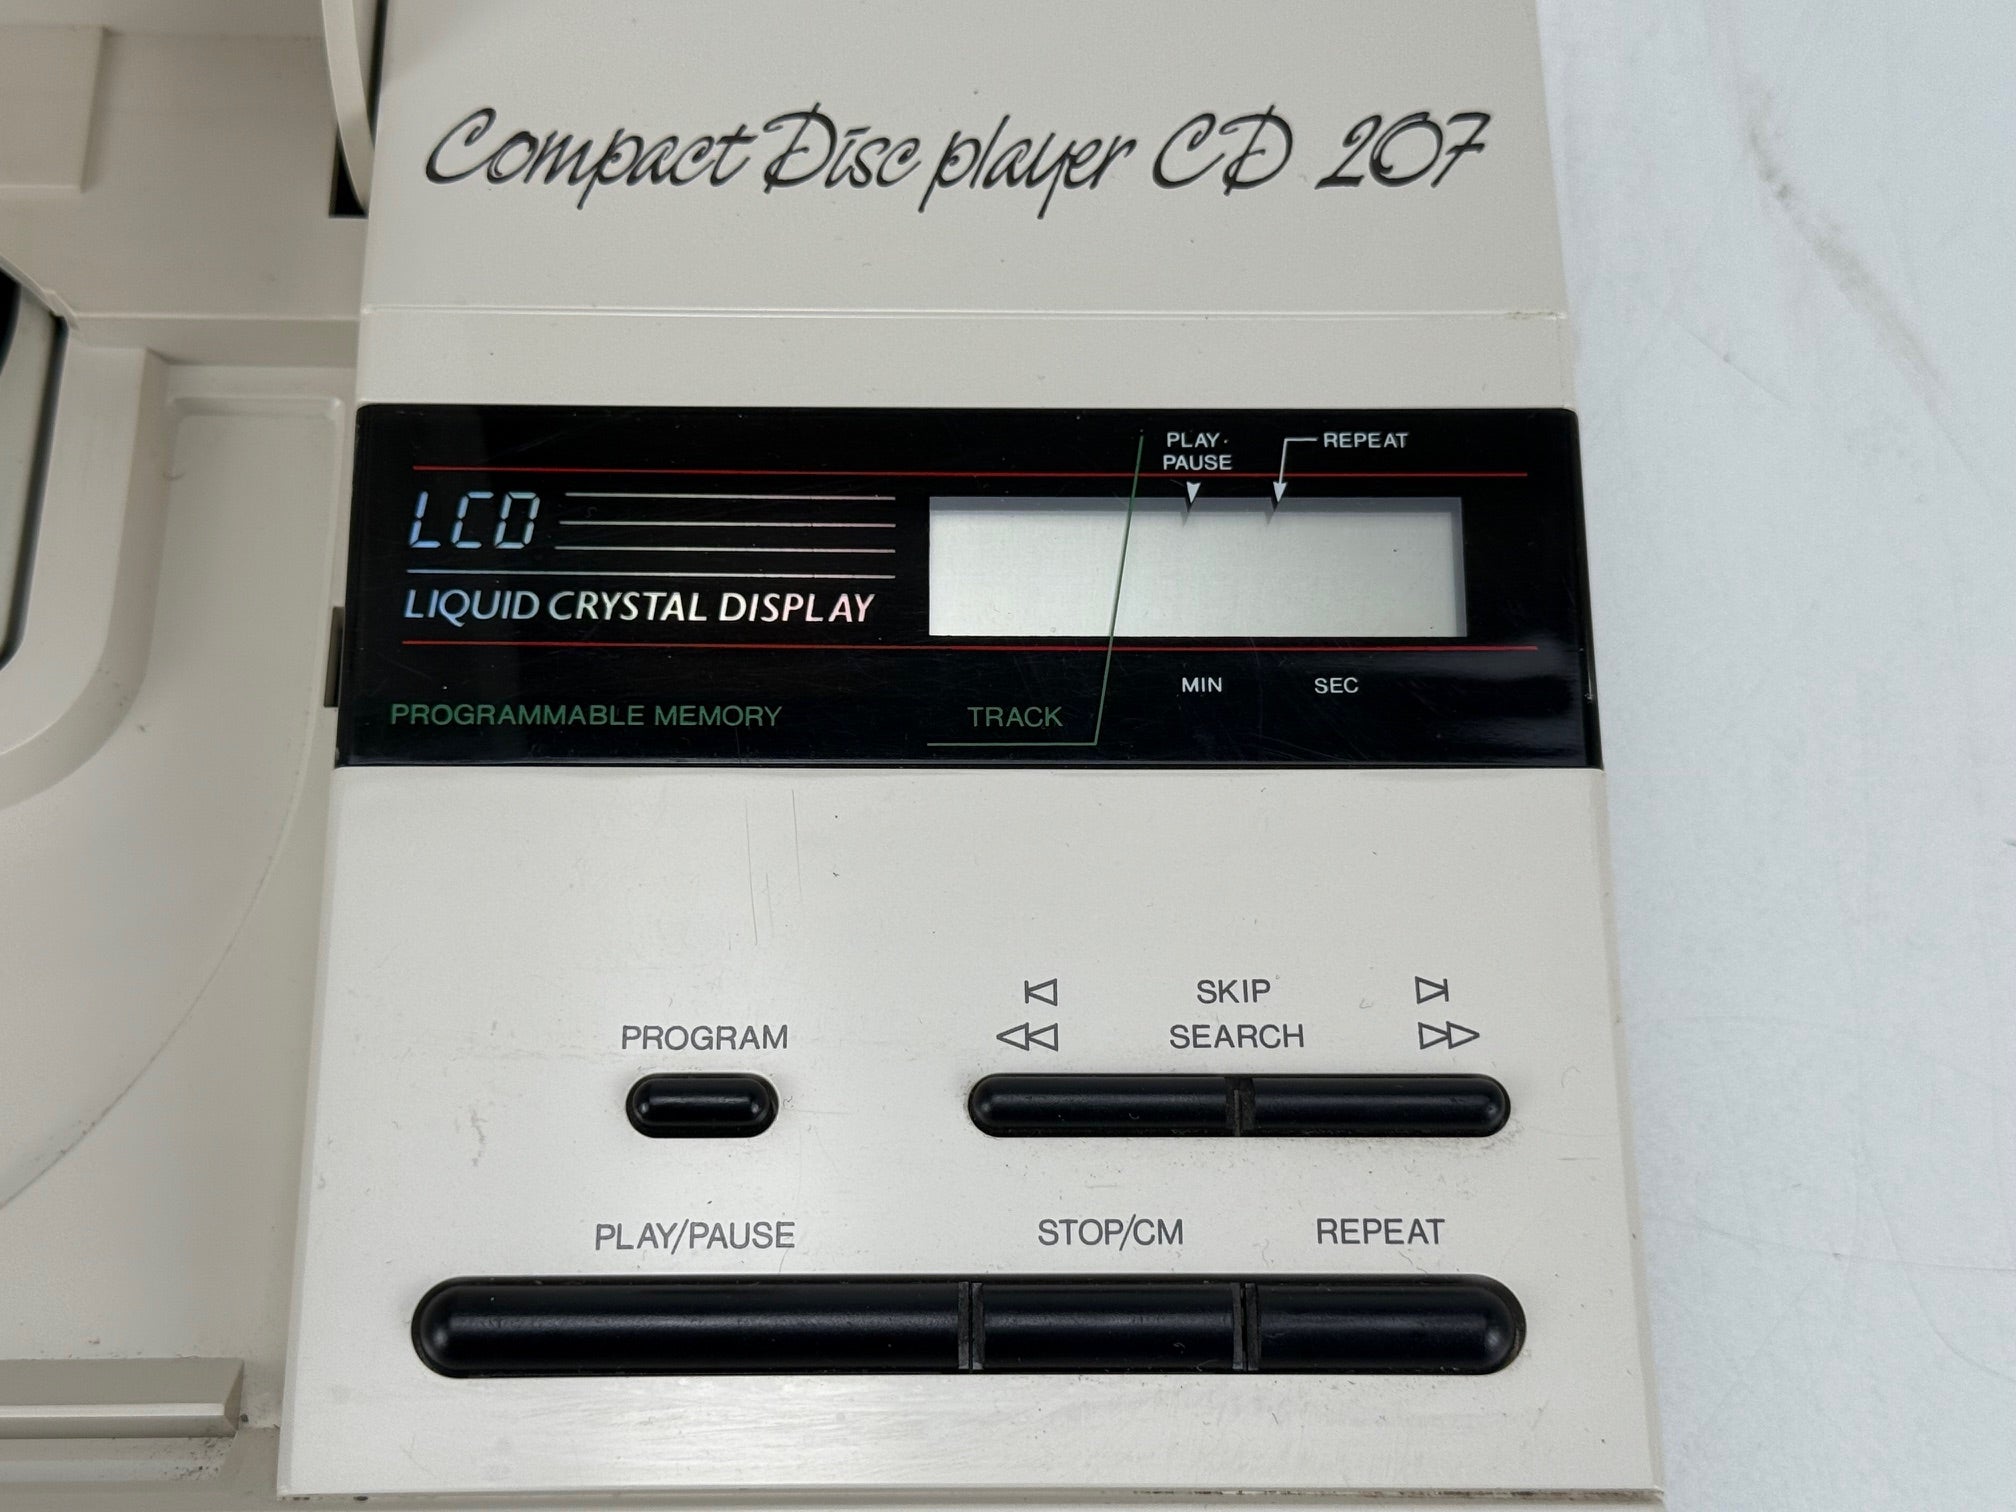 Compact Disc player CD 207
PLAY·
PAUSE
REPEAT
LCD
LIQUID CRYSTAL DISPLAY
MIN SEC
PROGRAMMABLE MEMORY TRACK
SKIP
PROGRAM SEARCH
PLAY/PAUSE STOP/CM REPEAT